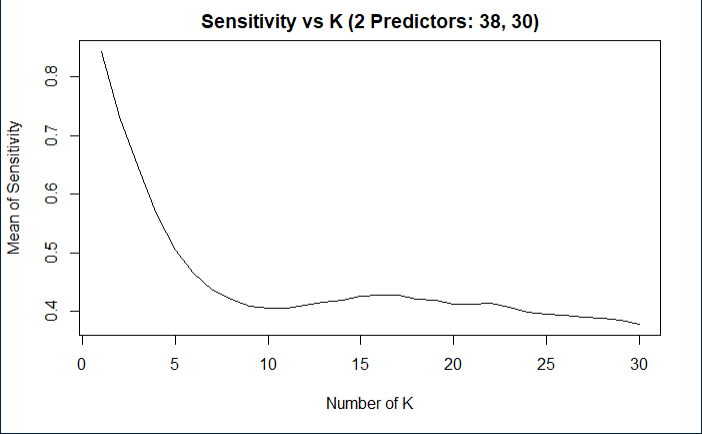 Sensitivity vs K (2 Predictors: 38, 30)
Mean of Sensitivity
0.8
0.7
0.6
0.5
0.4
0 5 10 15 20 25 30
Number of K